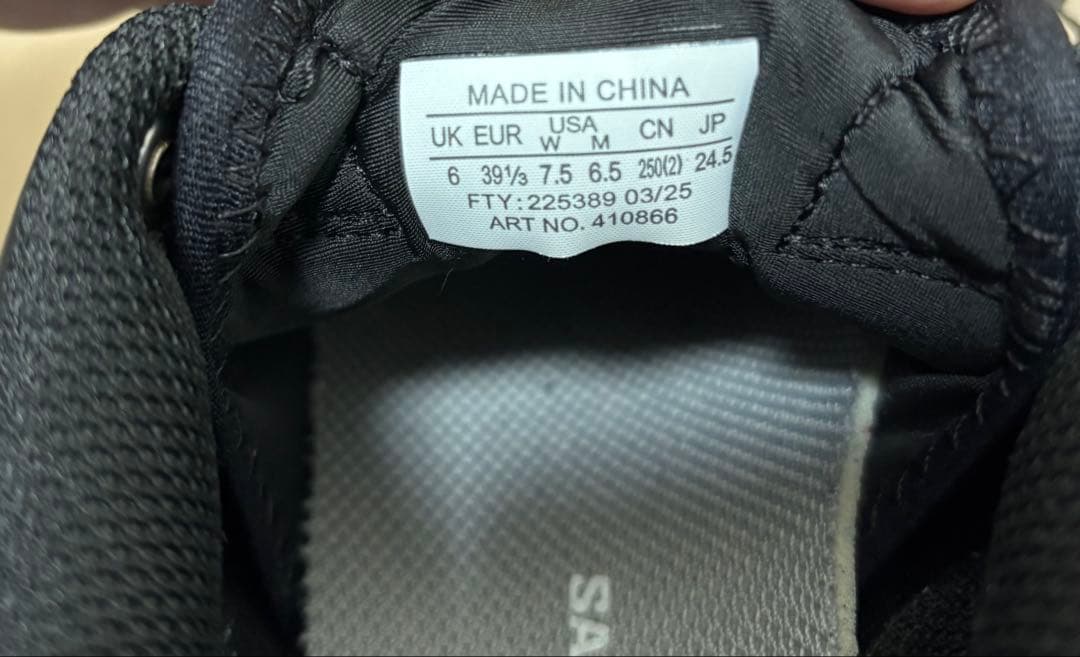 MADE IN CHINA
UK EUR USA CN JP
W M
6 39⅓ 7.5 6.5 250(2) 24.5
FTY:225389 03/25
ART NO. 410866
SA